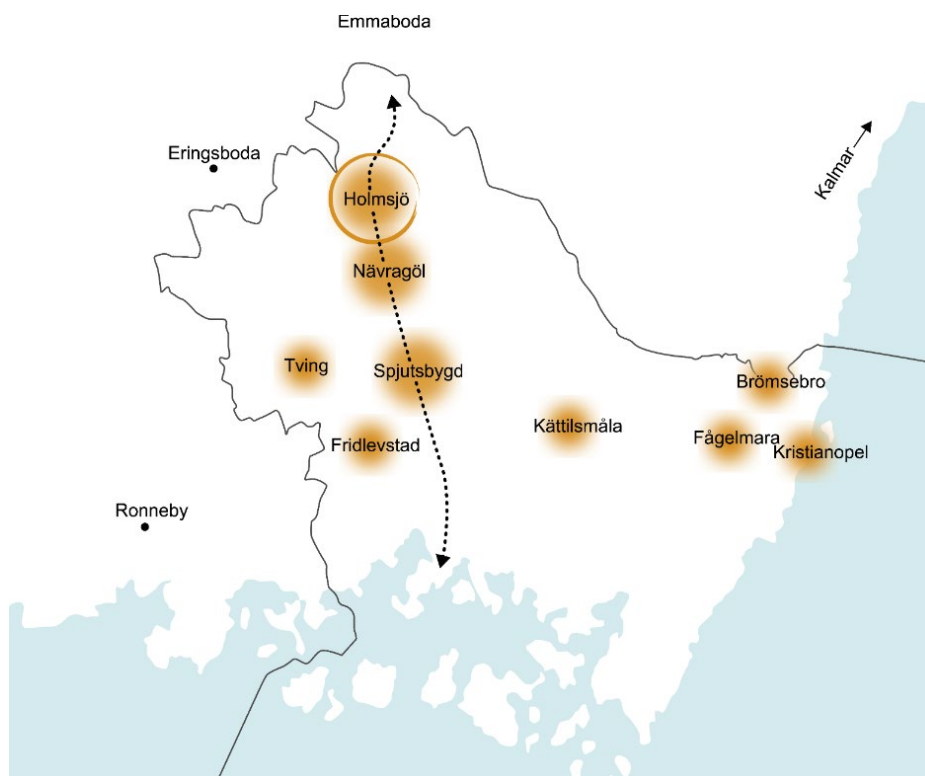 Emmaboda
Eringsboda
Kalmar
Holmsjö
Nävragöl
Tving
Spjutsbygd
Brömsebro
Kättilsmåla
Fridlevstad
Fågelmara
Kristianopel
Ronneby